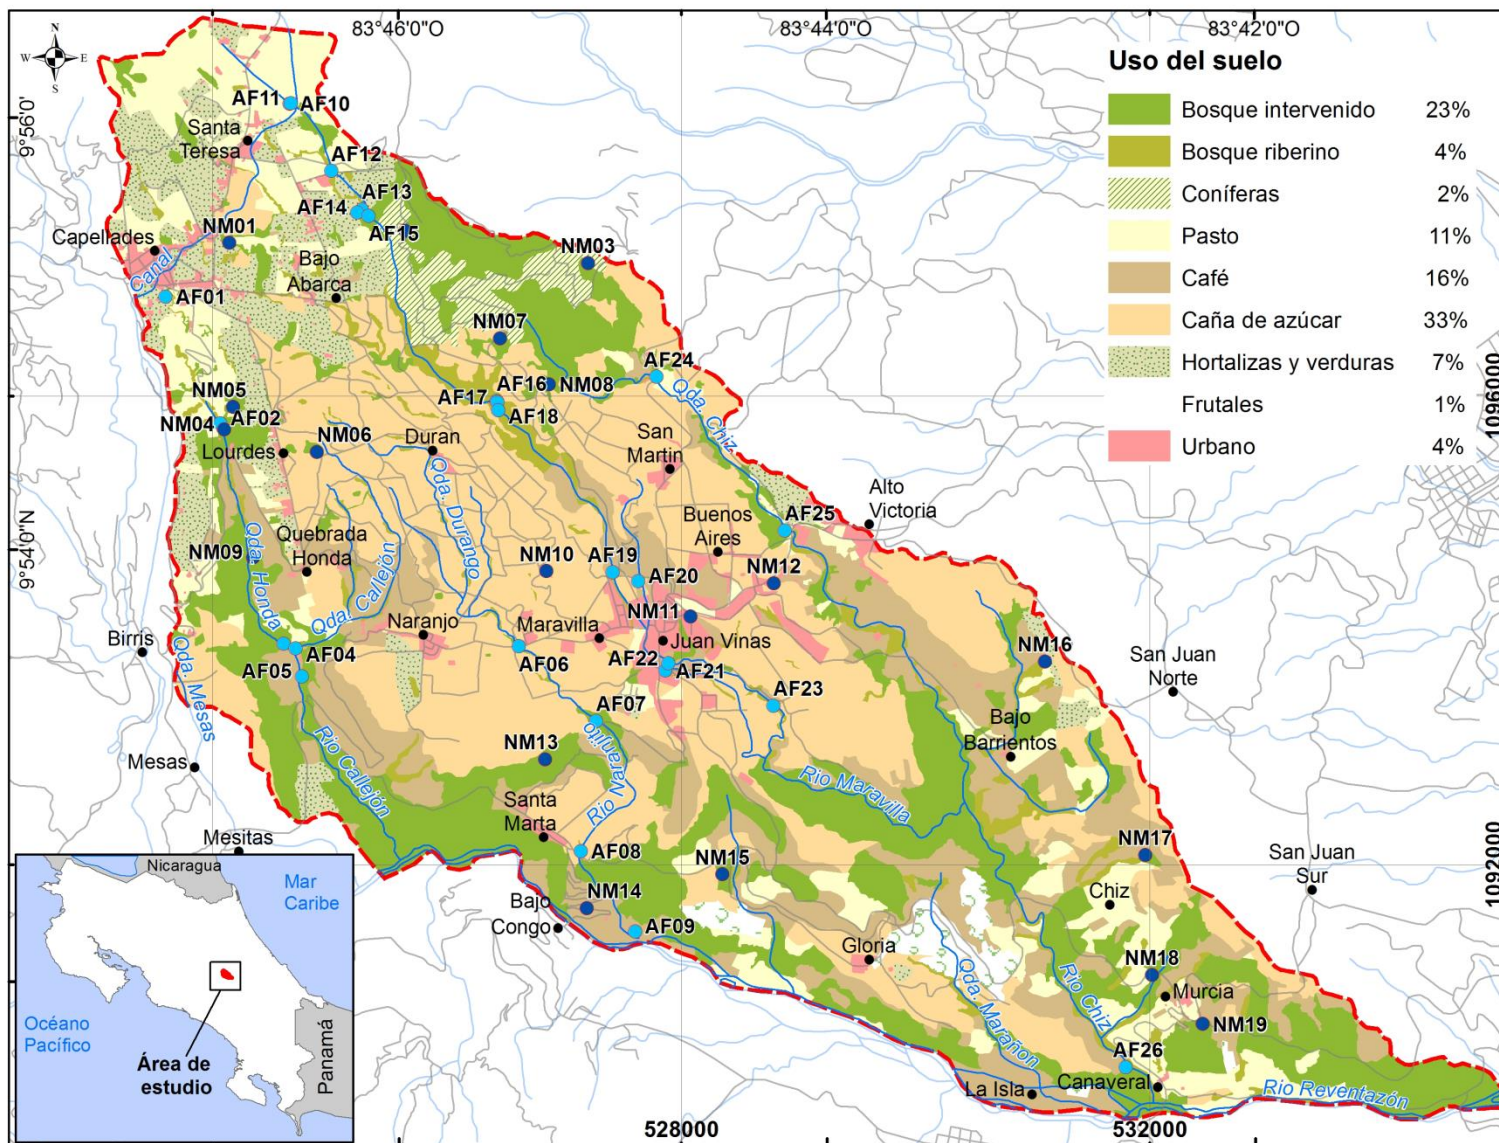 83°46'0"O
83°44'0"O
83°42'0"O
N
W
E
S
9°56'0'
9°54'0"N
1096000
1092000
528000
532000
Uso del suelo
Bosque intervenido 23%
Bosque riberino 4%
Coníferas 2%
Pasto 11%
Café 16%
Caña de azúcar 33%
Hortalizas y verduras 7%
Frutales 1%
Urbano 4%
AF11
AF10
Santa
Teresa
AF12
AF13
AF14
AF15
NM01
Capellades
Canal
Bajo
Abarca
AF01
NM03
NM07
AF24
NM05
AF16
NM08
AF17
AF18
NM04
AF02
Qda. Chiz
Lourdes
NM06
Duran
San
Martin
Alto
Victoria
Buenos
Aires
AF25
Qda. Durango
Quebrada
Honda
NM09
Qda. Honda
Qda. Callejón
NM10
AF19
AF20
NM12
NM11
Birris
Qda. Mesas
Naranjo
Maravilla
Juan Vinas
AF04
AF05
AF06
AF22
AF21
NM16
San Juan
Norte
AF23
AF07
Bajo
Barrientos
Mesas
Rio Callejón
NM13
Rio Naranjito
Rio Maravilla
Santa
Marta
Mesitas
AF08
NM15
NM17
San Juan
Sur
NM14
Chiz
Bajo
Congo
AF09
Gloria
NM18
Murcia
Qda. Marañon
Rio Chiz
NM19
AF26
La Isla
Canaveral
Rio Reventazón
Nicaragua
Mar
Caribe
Océano
Pacífico
Área de
estudio
Panamá